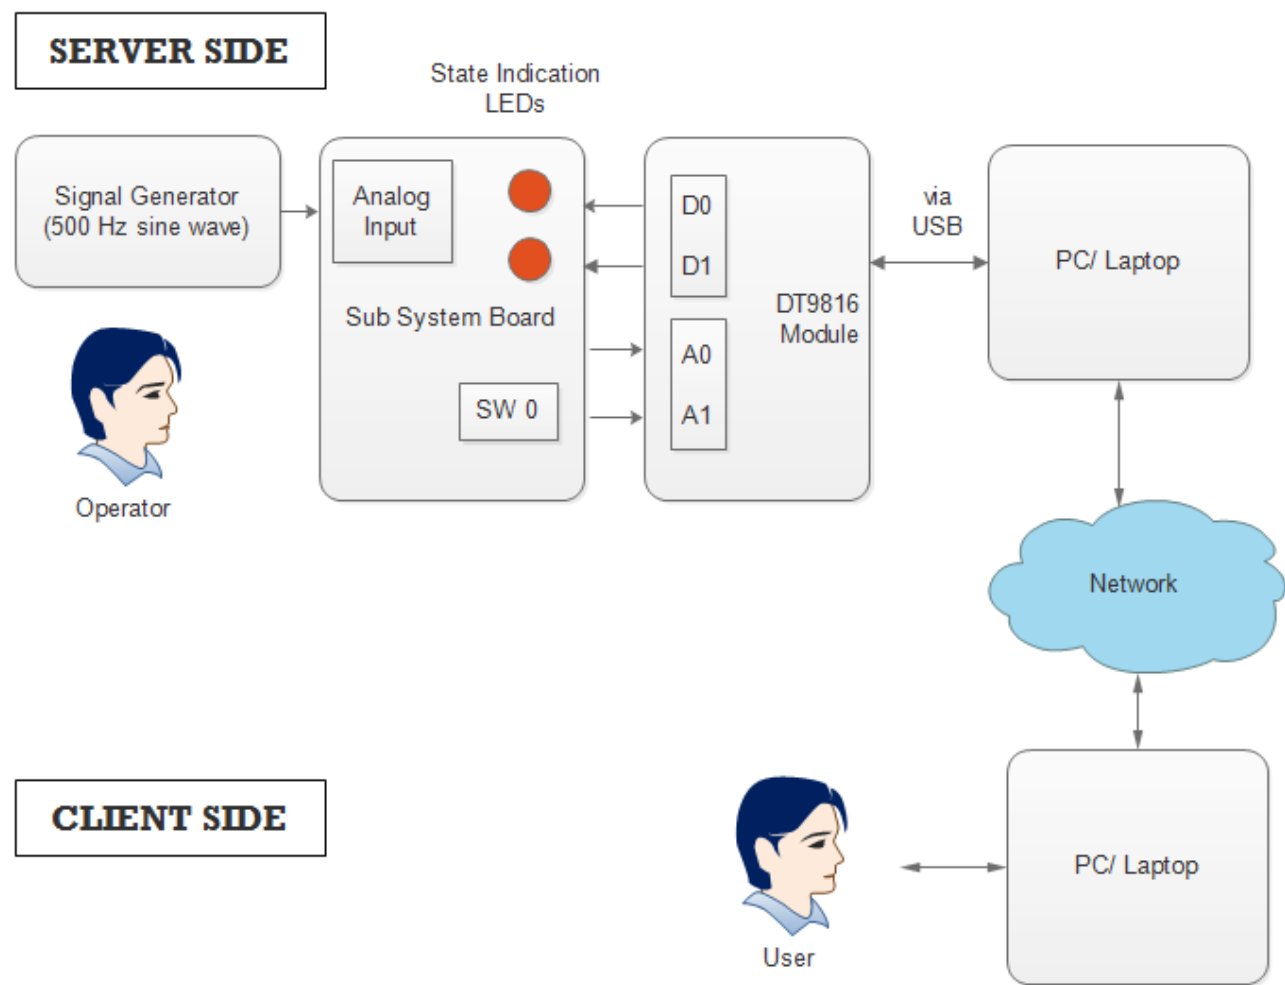 SERVER SIDE
State Indication
LEDs
Signal Generator
(500 Hz sine wave)
Analog
Input
Sub System Board
SW 0
D0
D1
A0
A1
DT9816
Module
via
USB
PC/ Laptop
Operator
Network
CLIENT SIDE
User
PC/ Laptop